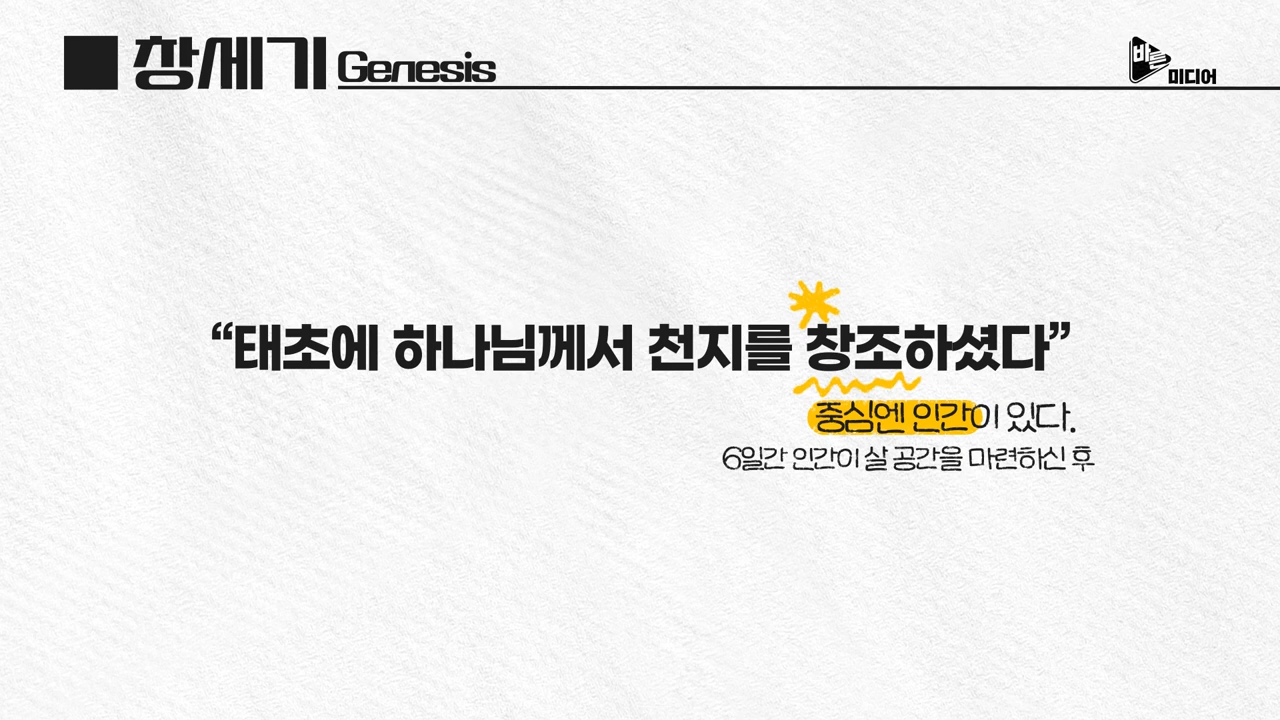 창세기 Genesis
바른
미디어
“태초에 하나님께서 천지를 창조하셨다”
중심엔 인간이 있다.
6일간 인간이 살 공간을 마련하신 후